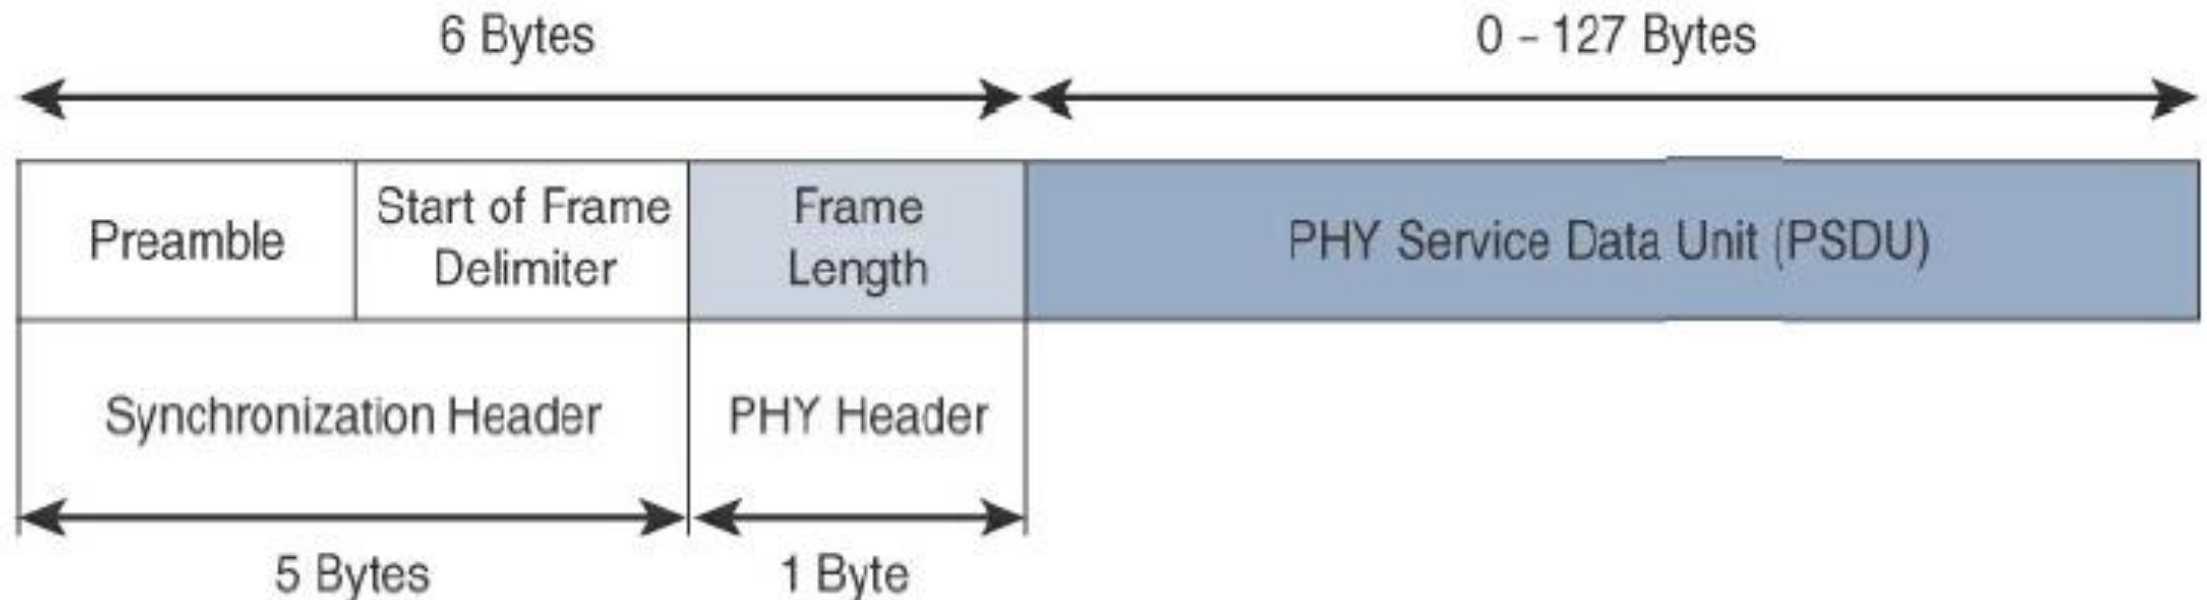 6 Bytes
0 – 127 Bytes
Preamble
Start of Frame
Delimiter
Frame
Length
PHY Service Data Unit (PSDU)
Synchronization Header
PHY Header
5 Bytes
1 Byte